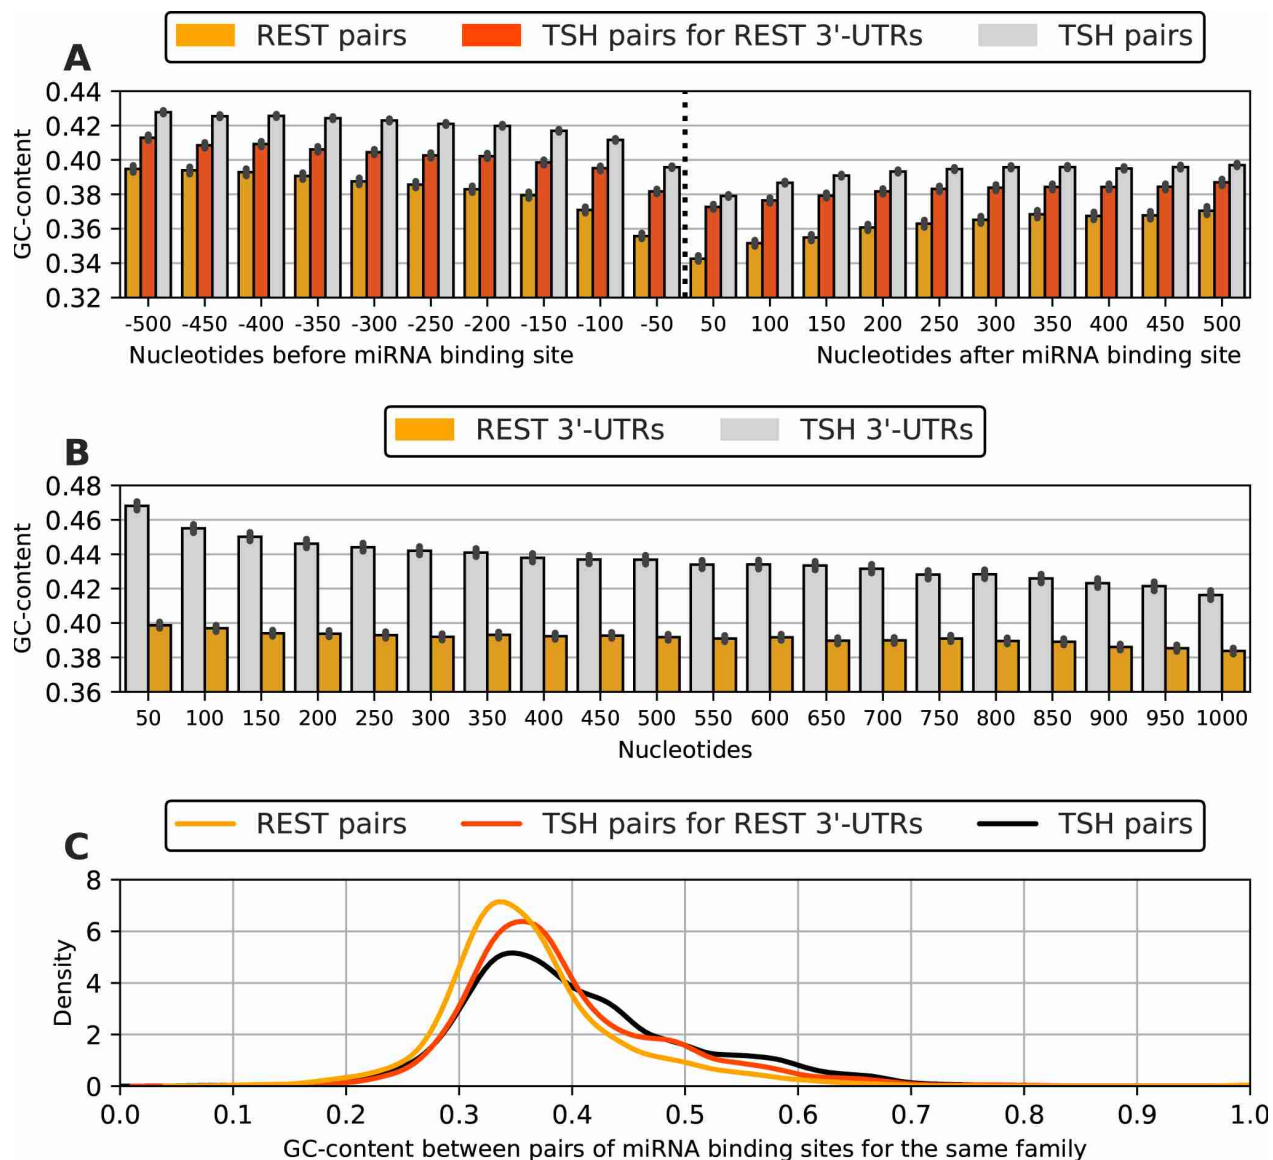 REST pairs TSH pairs for REST 3'-UTRs TSH pairs
A
0.44
0.42
0.40
0.38
0.36
0.34
0.32
GC-content
-500 -450 -400 -350 -300 -250 -200 -150 -100 -50 50 100 150 200 250 300 350 400 450 500
Nucleotides before miRNA binding site Nucleotides after miRNA binding site
REST 3'-UTRs TSH 3'-UTRs
B
0.48
0.46
0.44
0.42
0.40
0.38
0.36
GC-content
50 100 150 200 250 300 350 400 450 500 550 600 650 700 750 800 850 900 950 1000
Nucleotides
REST pairs TSH pairs for REST 3'-UTRs TSH pairs
C
8
6
4
2
0
Density
0.0 0.1 0.2 0.3 0.4 0.5 0.6 0.7 0.8 0.9 1.0
GC-content between pairs of miRNA binding sites for the same family